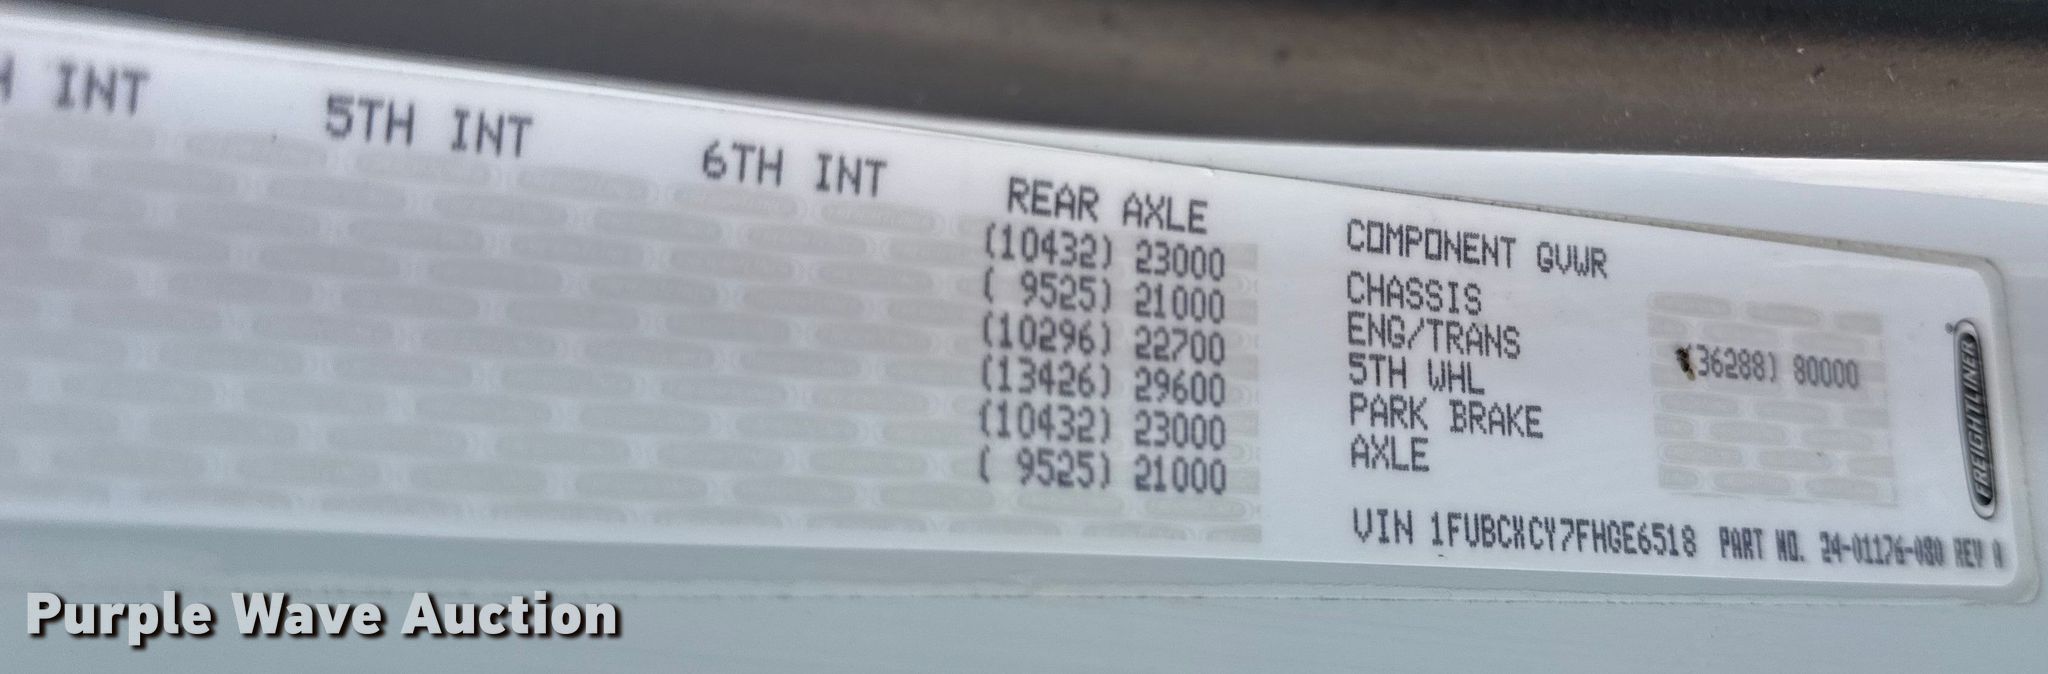 H INT 5TH INT 6TH INT REAR AXLE COMPONENT GVWR
(10432) 23000 CHASSIS
( 9525) 21000 ENG/TRANS
(10296) 22700 5TH WHL (36288) 80000
(13426) 29600 PARK BRAKE
(10432) 23000 AXLE
( 9525) 21000
VIN 1FVBCXCY7FHGE6518 PART NO. 24-01176-080 REV A
FREIGHTLINER
Purple Wave Auction